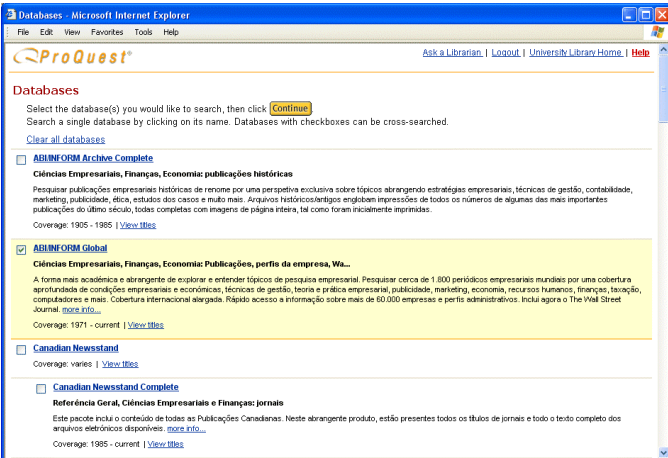 Databases - Microsoft Internet Explorer
File Edit View Favorites Tools Help
ProQuest®
Ask a Librarian | Logout | University Library Home | Help
Databases
Select the database(s) you would like to search, then click Continue.
Search a single database by clicking on its name. Databases with checkboxes can be cross-searched.
Clear all databases
ABI/INFORM Archive Complete
Ciências Empresariais, Finanças, Economia: publicações históricas
Pesquisar publicações empresariais históricas de renome por uma perspetiva exclusiva sobre tópicos abrangendo estratégias empresariais, técnicas de gestão, contabilidade,
marketing, publicidade, ética, estudos dos casos e muito mais. Arquivos históricos/antigos englobam impressões de todos os números de algumas das mais importantes
publicações do último século, todas completas com imagens de página inteira, tal como foram inicialmente imprimidas.
Coverage: 1905 - 1985 | View titles
ABI/INFORM Global
Ciências Empresariais, Finanças, Economia: Publicações, perfis da empresa, Wa...
A forma mais académica e abrangente de explorar e entender tópicos de pesquisa empresarial. Pesquisar cerca de 1.800 periódicos empresariais mundiais por uma cobertura
aprofundada de condições empresariais e económicas, técnicas de gestão, teoria e prática empresarial, publicidade, marketing, economia, recursos humanos, finanças, taxação,
computadores e mais. Cobertura internacional alargada. Rápido acesso a informação sobre mais de 60.000 empresas e perfis administrativos. Inclui agora o The Wall Street
Journal. more info...
Coverage: 1971 - current | View titles
Canadian Newsstand
Coverage: varies | View titles
Canadian Newsstand Complete
Referência Geral, Ciências Empresariais e Finanças: jornais
Este pacote inclui o conteúdo de todas as Publicações Canadianas. Neste abrangente produto, estão presentes todos os títulos de jornais e todo o texto completo dos
arquivos eletrónicos disponíveis. more info...
Coverage: 1985 - current | View titles